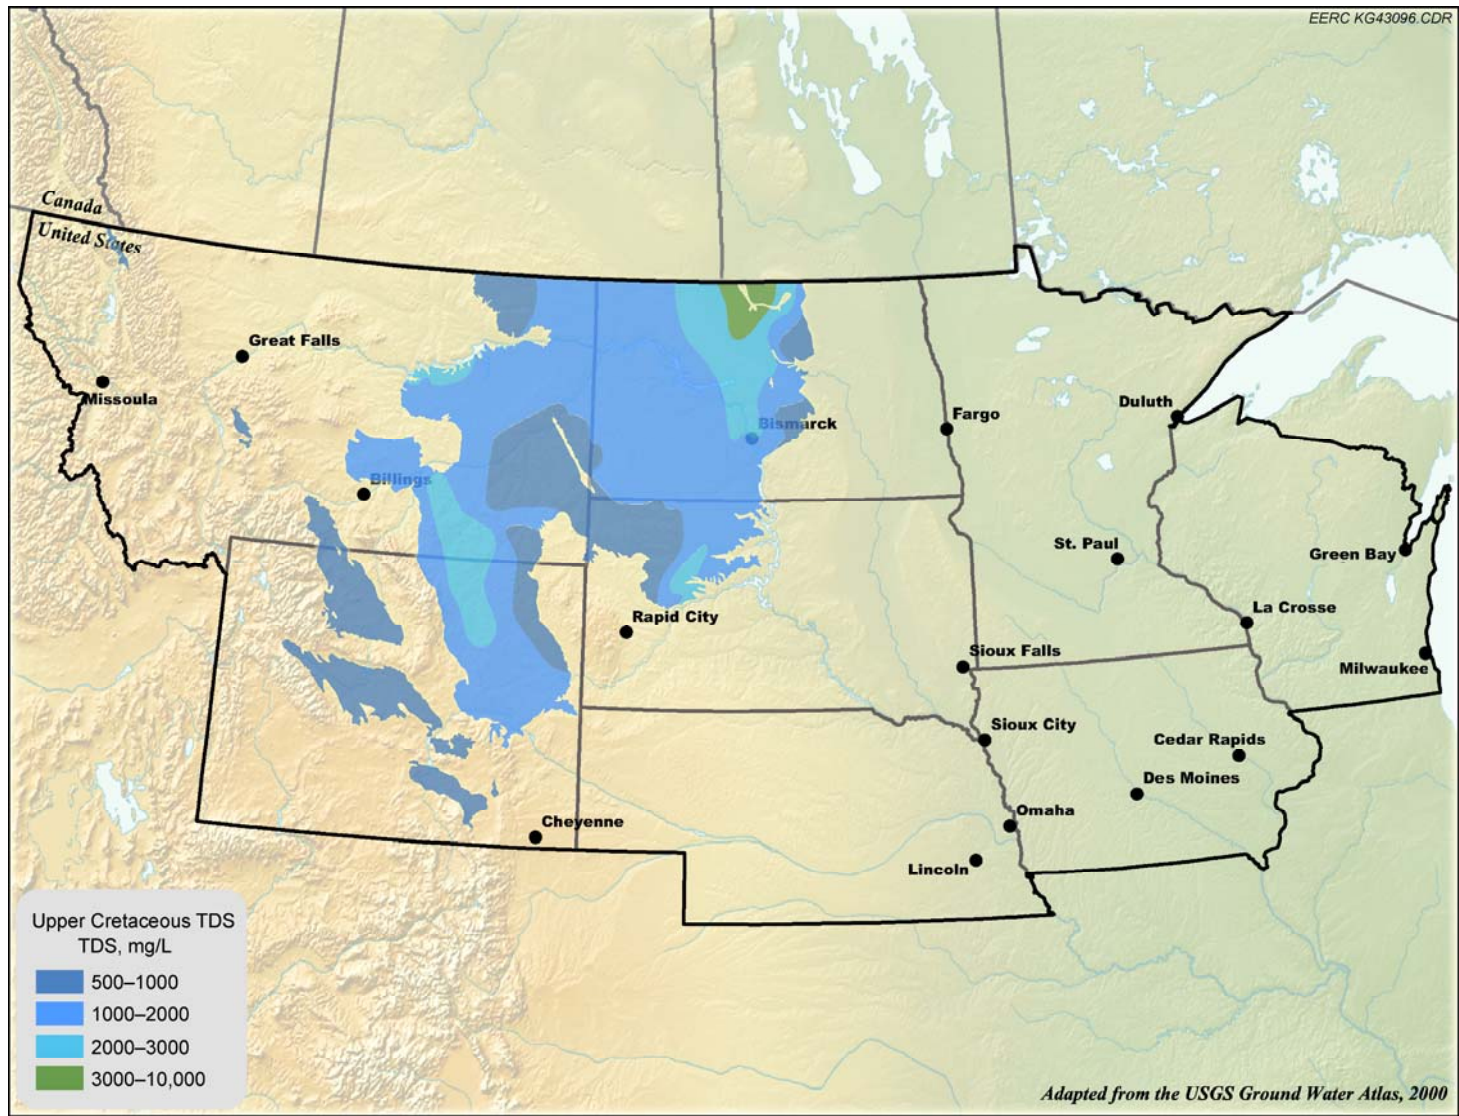 EERC KG43096.CDR
Canada
United States
Great Falls
Missoula
Duluth
Fargo
Bismarck
Billings
St. Paul
Green Bay
La Crosse
Rapid City
Sioux Falls
Milwaukee
Sioux City
Cedar Rapids
Des Moines
Omaha
Cheyenne
Lincoln
Upper Cretaceous TDS
TDS, mg/L
500–1000
1000–2000
2000–3000
3000–10,000
Adapted from the USGS Ground Water Atlas, 2000